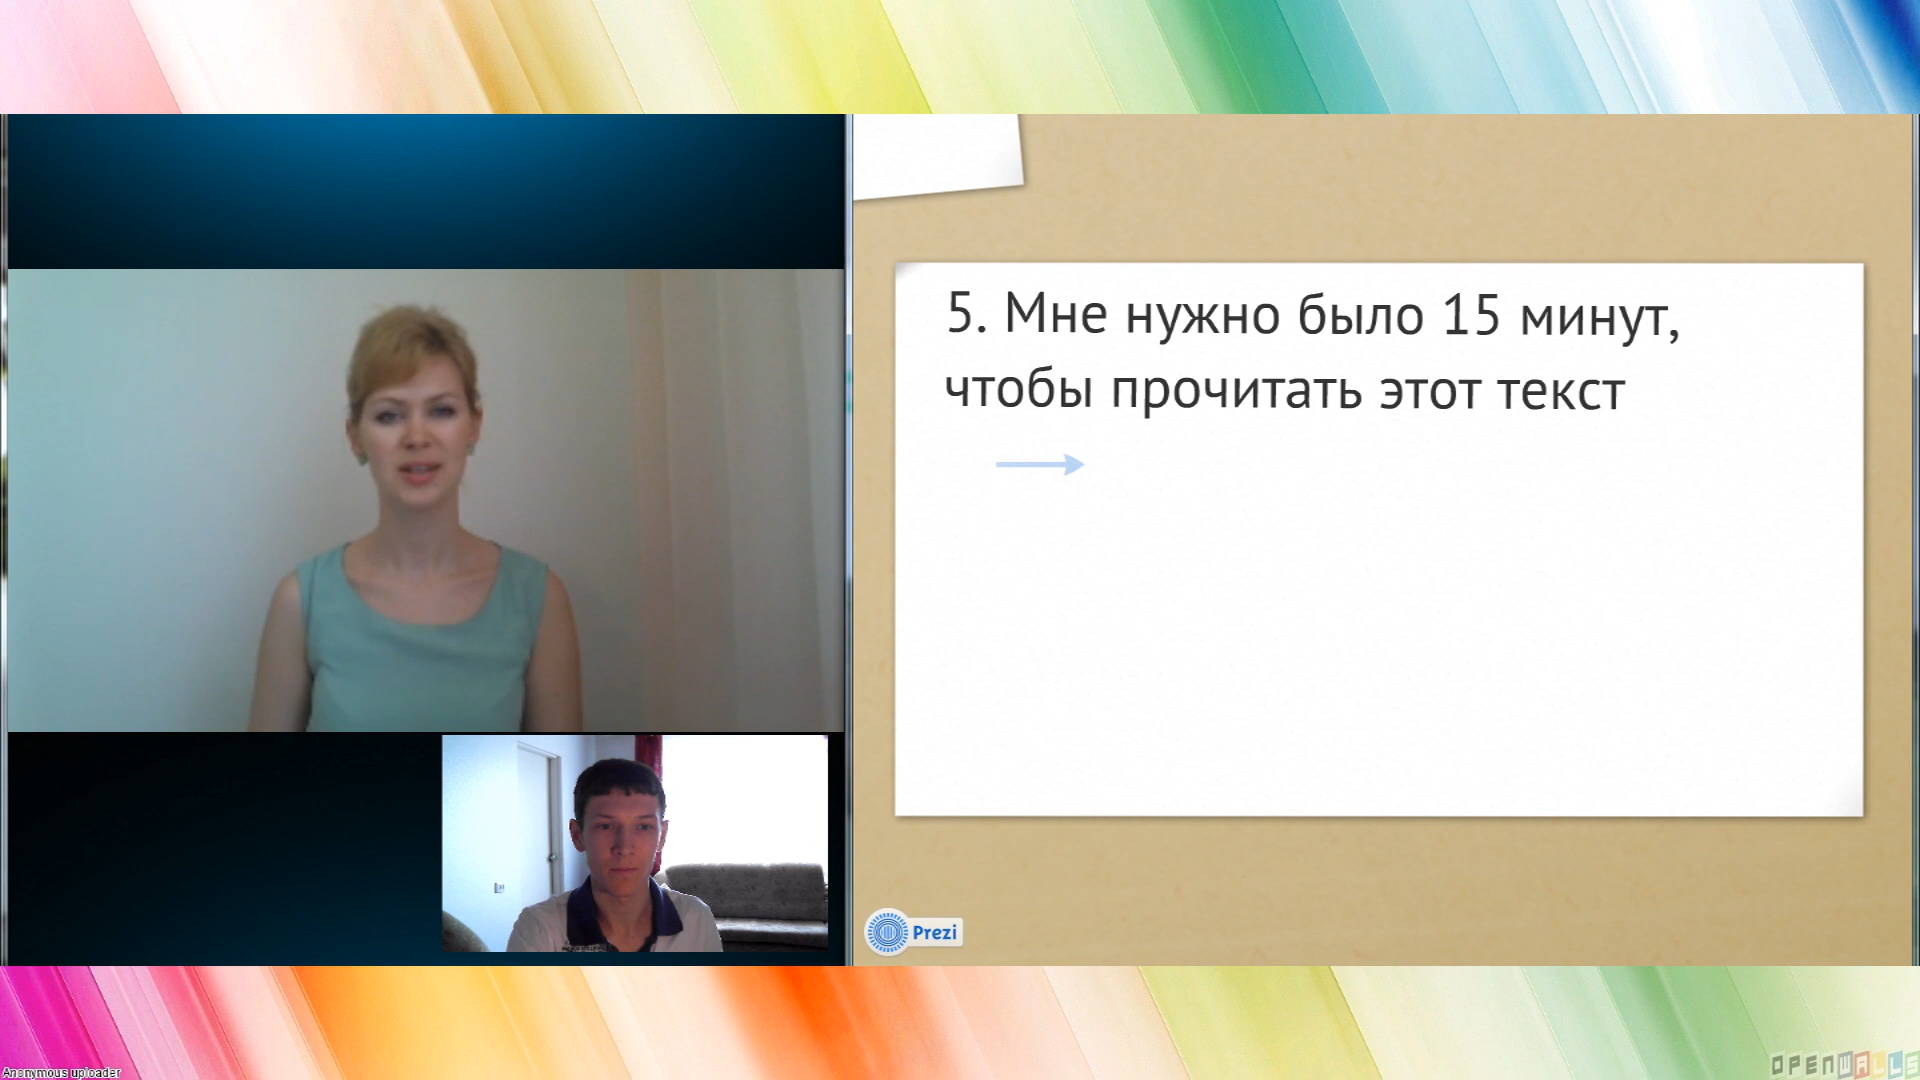 5. Мне нужно было 15 минут,
чтобы прочитать этот текст
Prezi
Anonymous uploader
OPENWALLS